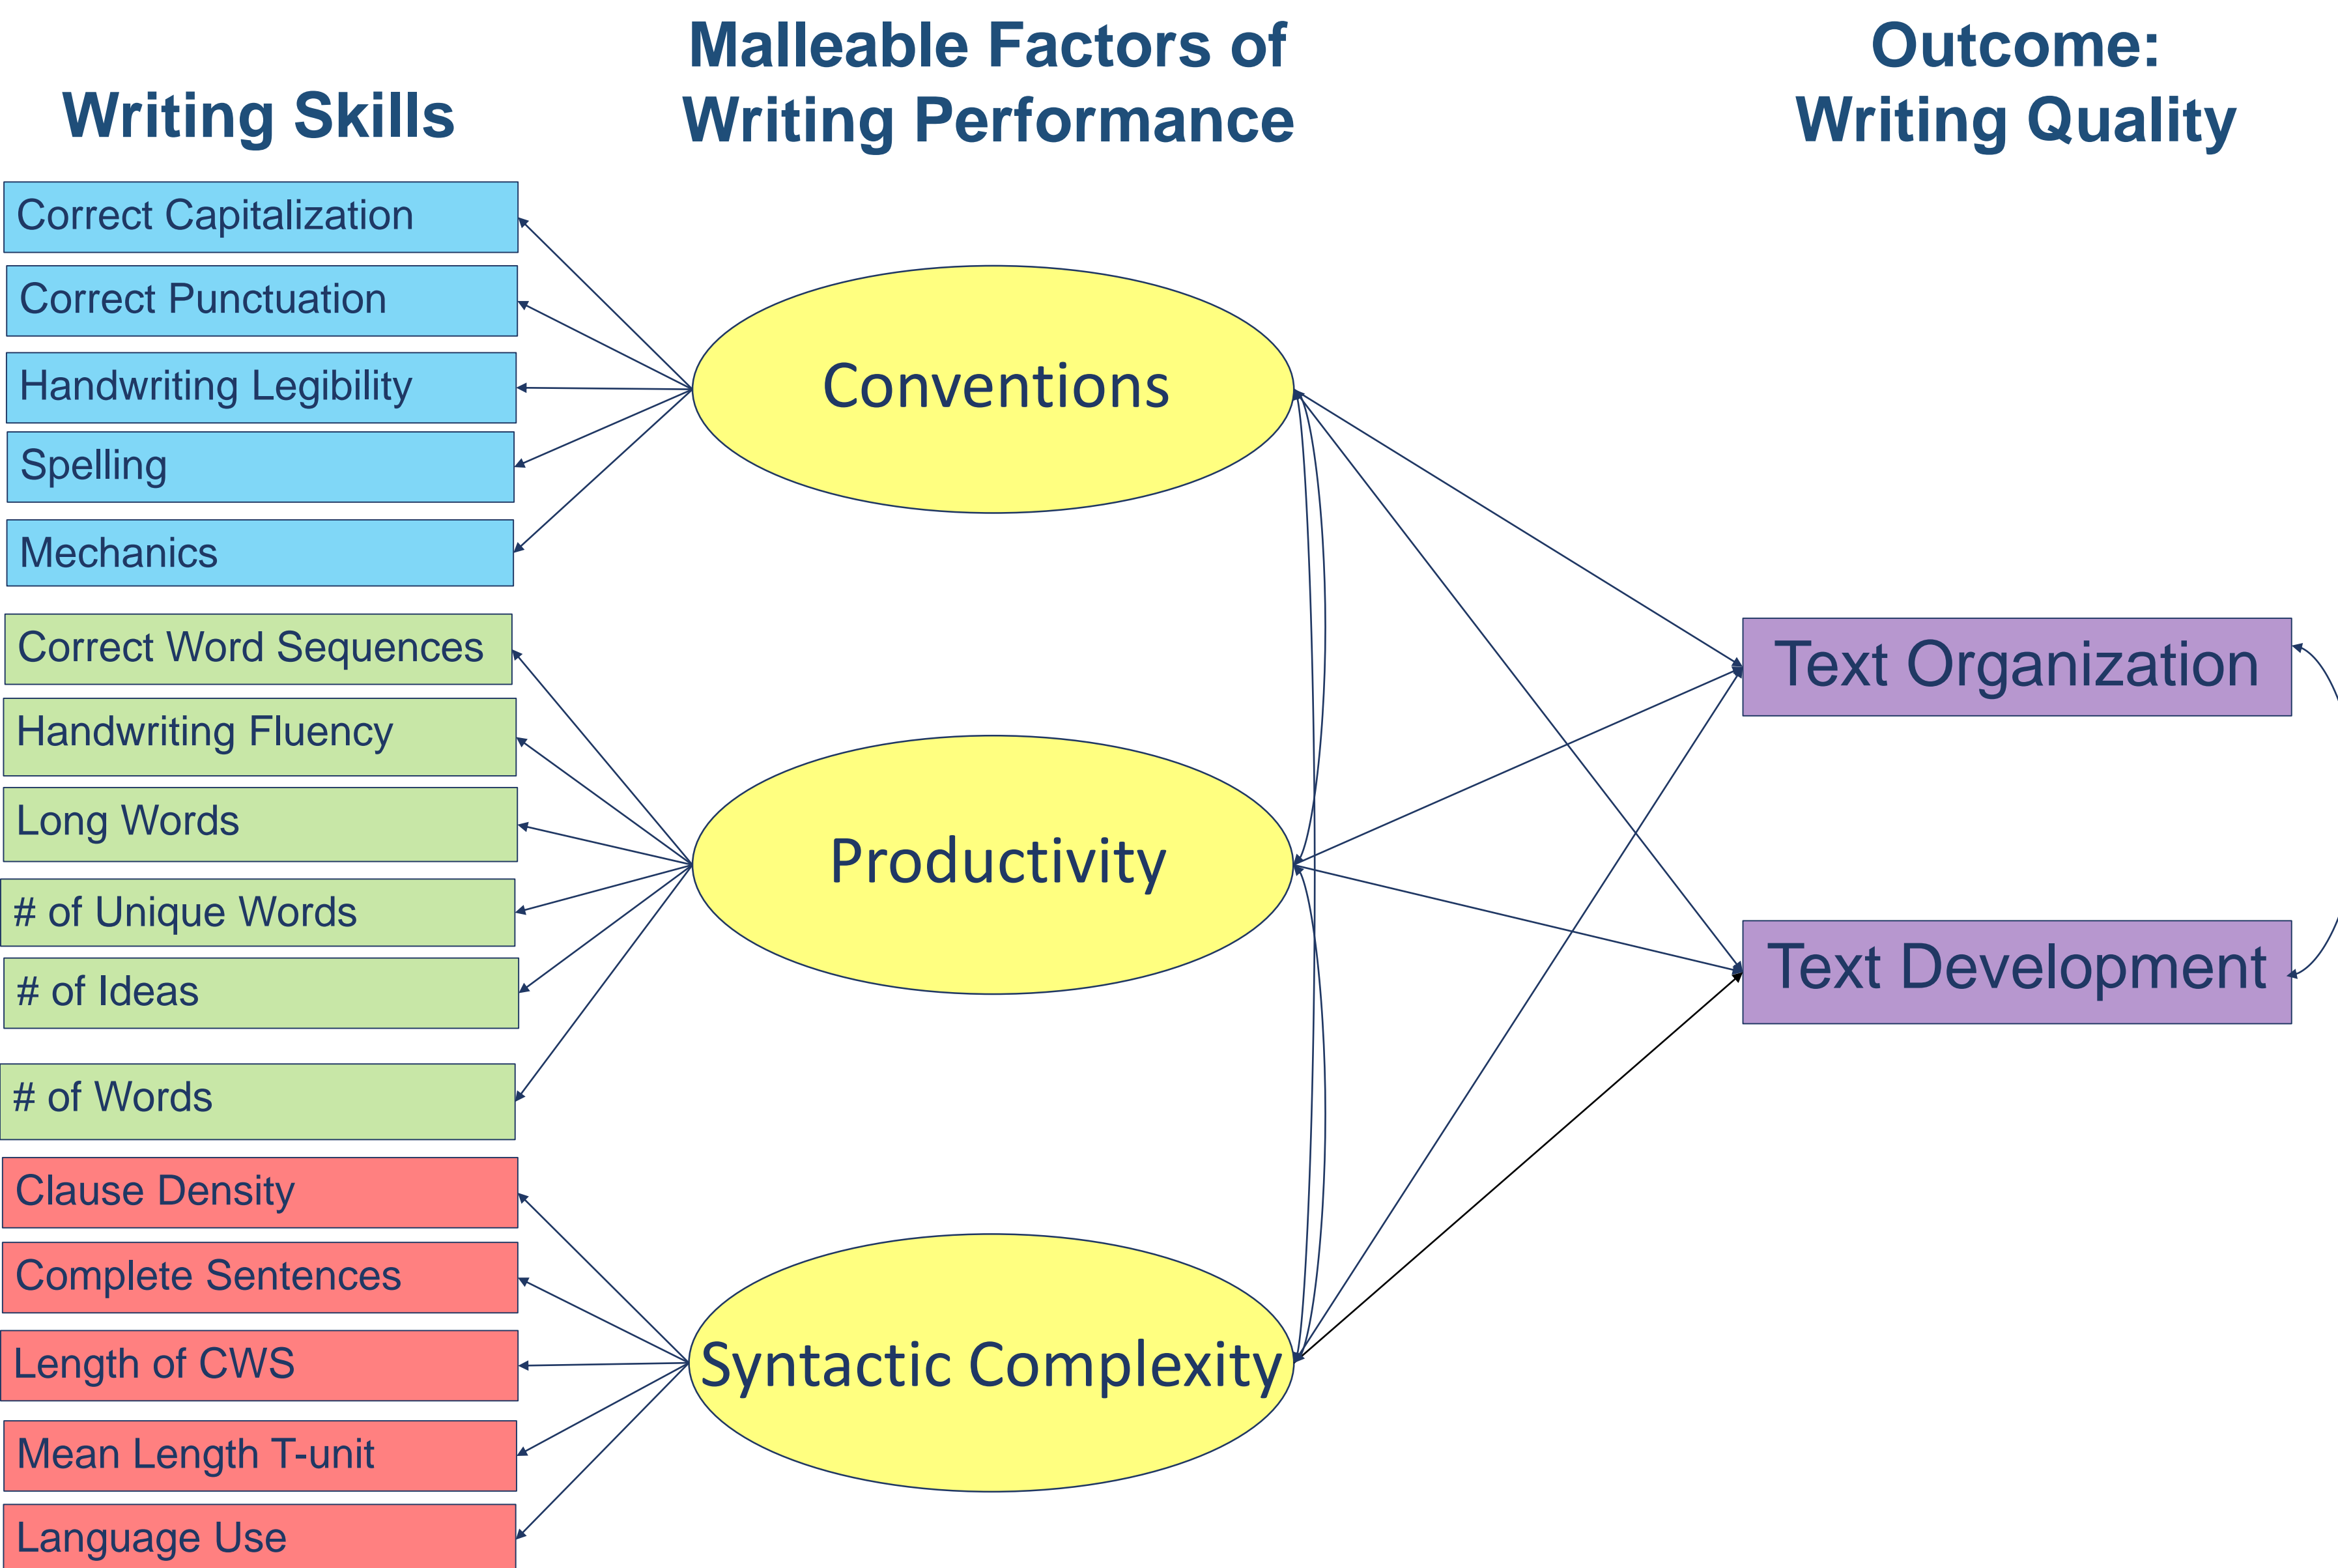 Writing Skills
Malleable Factors of
Writing Performance
Outcome:
Writing Quality
Correct Capitalization
Correct Punctuation
Handwriting Legibility
Spelling
Mechanics
Correct Word Sequences
Handwriting Fluency
Long Words
# of Unique Words
# of Ideas
# of Words
Clause Density
Complete Sentences
Length of CWS
Mean Length T-unit
Language Use
Conventions
Productivity
Syntactic Complexity
Text Organization
Text Development